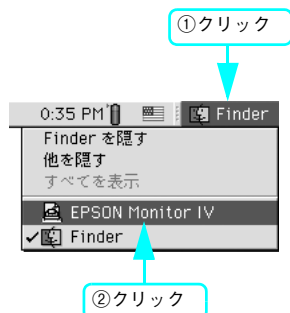 ①クリック
0:35 PM Finder
Finder を隠す
他を隠す
すべてを表示
EPSON Monitor IV
✓Finder
②クリック